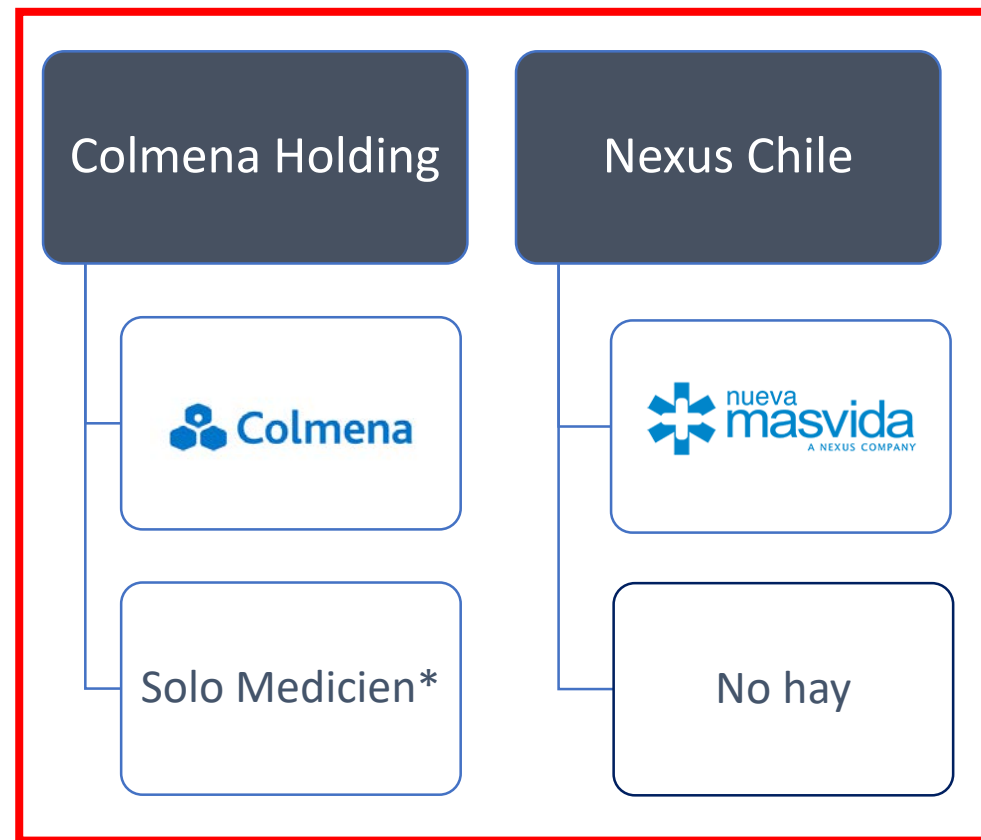 Colmena Holding
Nexus Chile
Colmena
nueva
masvida
A NEXUS COMPANY
Solo Medicien*
No hay